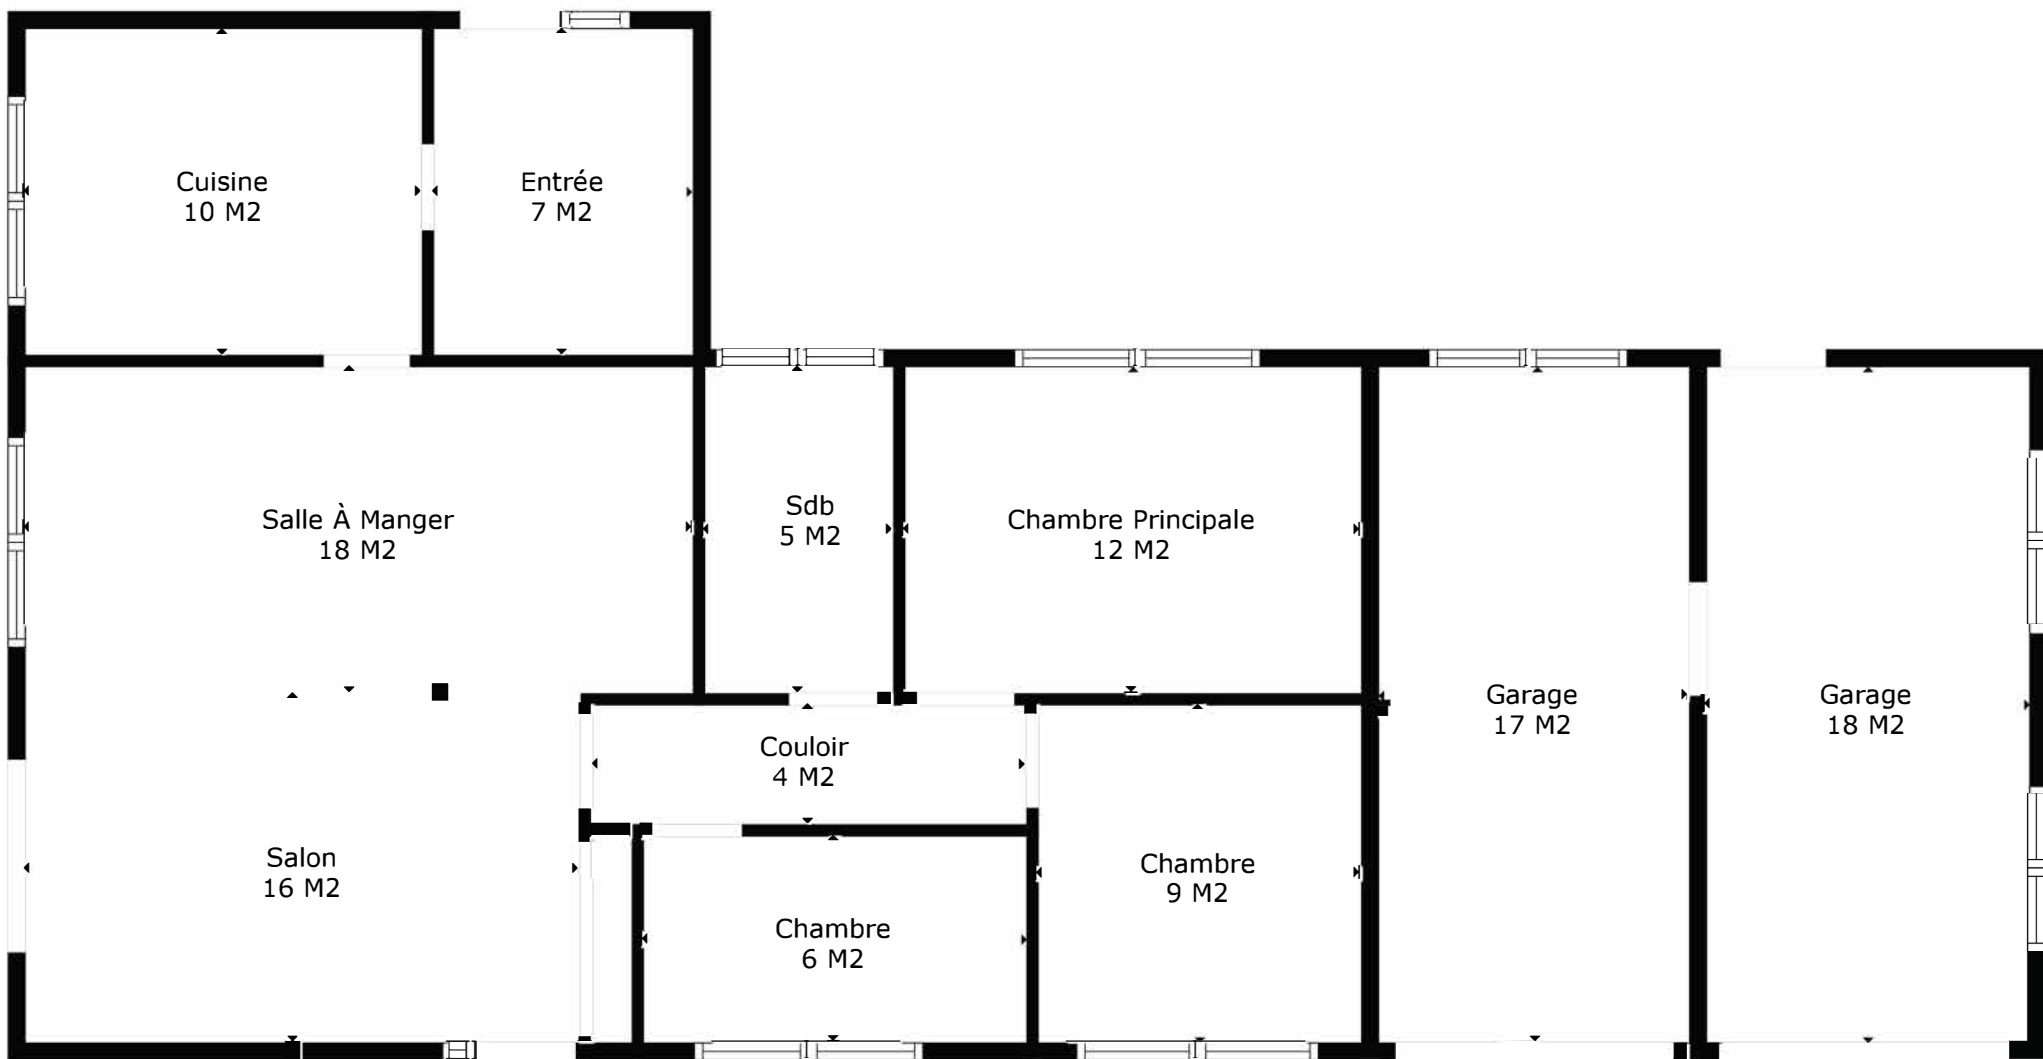 Cuisine
10 M2
Entrée
7 M2
Salle À Manger
18 M2
Sdb
5 M2
Chambre Principale
12 M2
Garage
17 M2
Garage
18 M2
Couloir
4 M2
Salon
16 M2
Chambre
9 M2
Chambre
6 M2